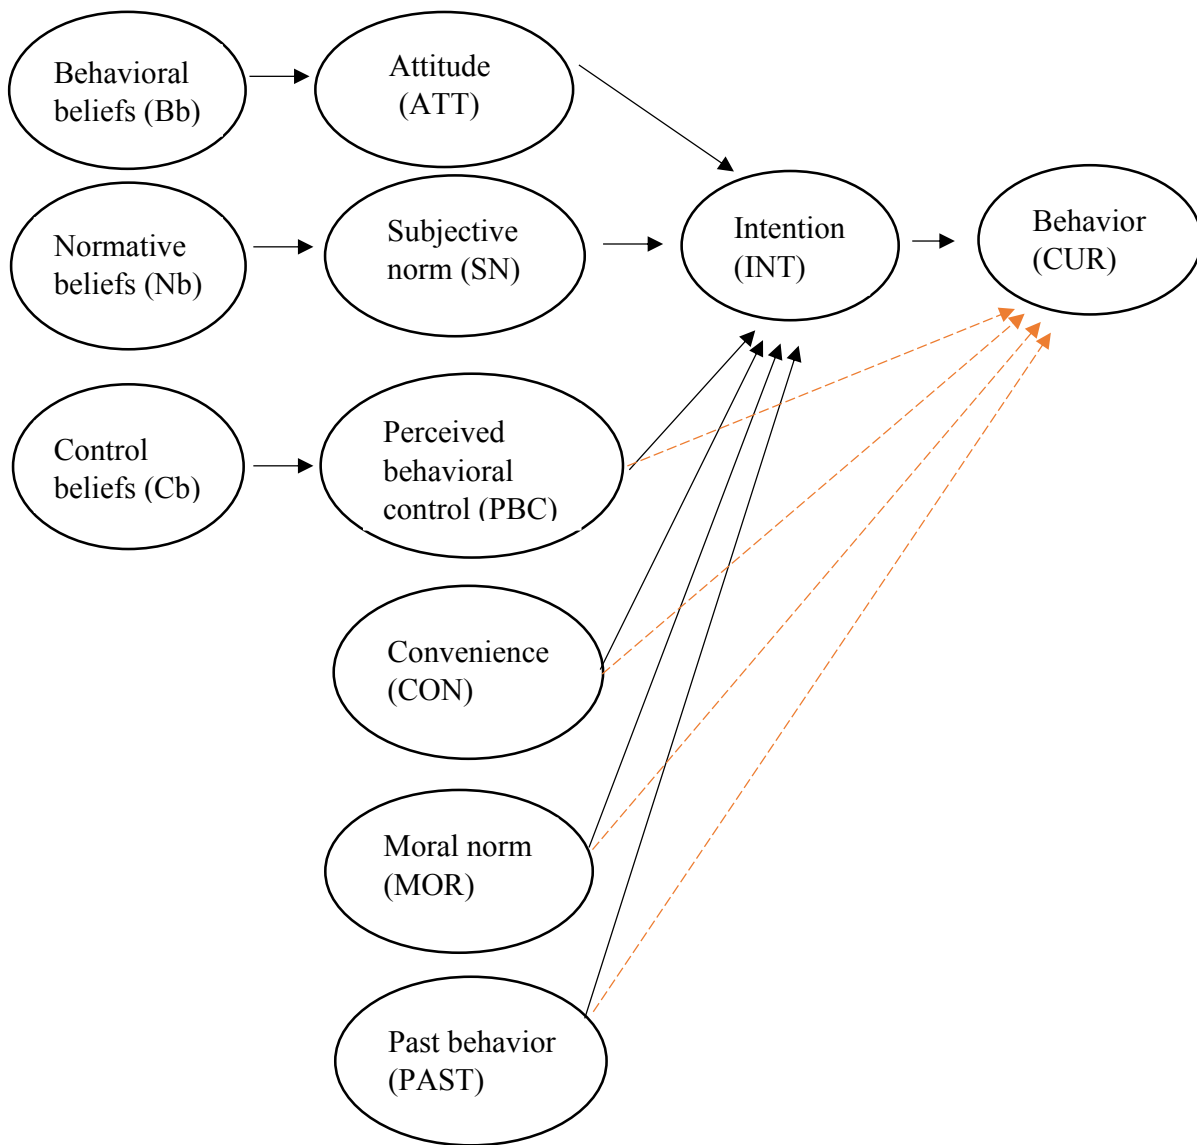 Behavioral
beliefs (Bb)
Attitude
(ATT)
Normative
beliefs (Nb)
Subjective
norm (SN)
Intention
(INT)
Behavior
(CUR)
Control
beliefs (Cb)
Perceived
behavioral
control (PBC)
Convenience
(CON)
Moral norm
(MOR)
Past behavior
(PAST)